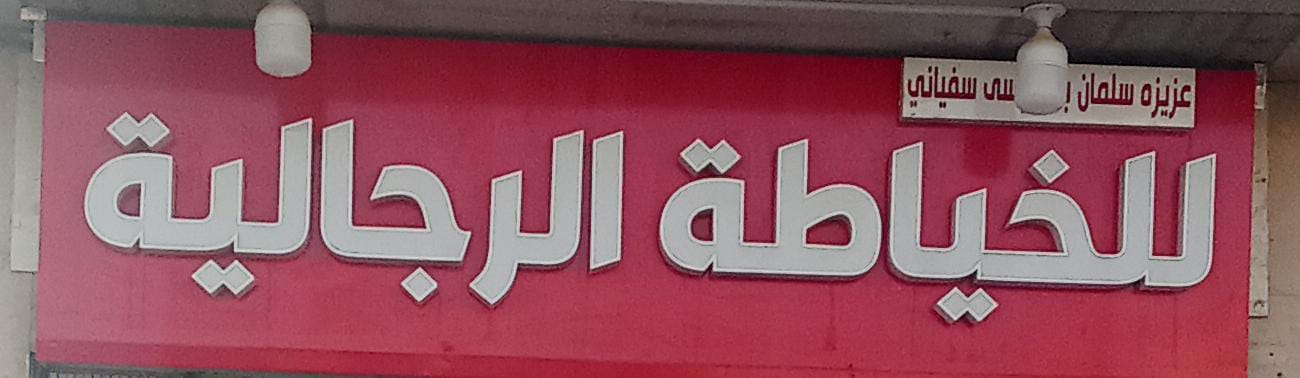 عزيزه سلمان سفياني
للخياطة الرجالية